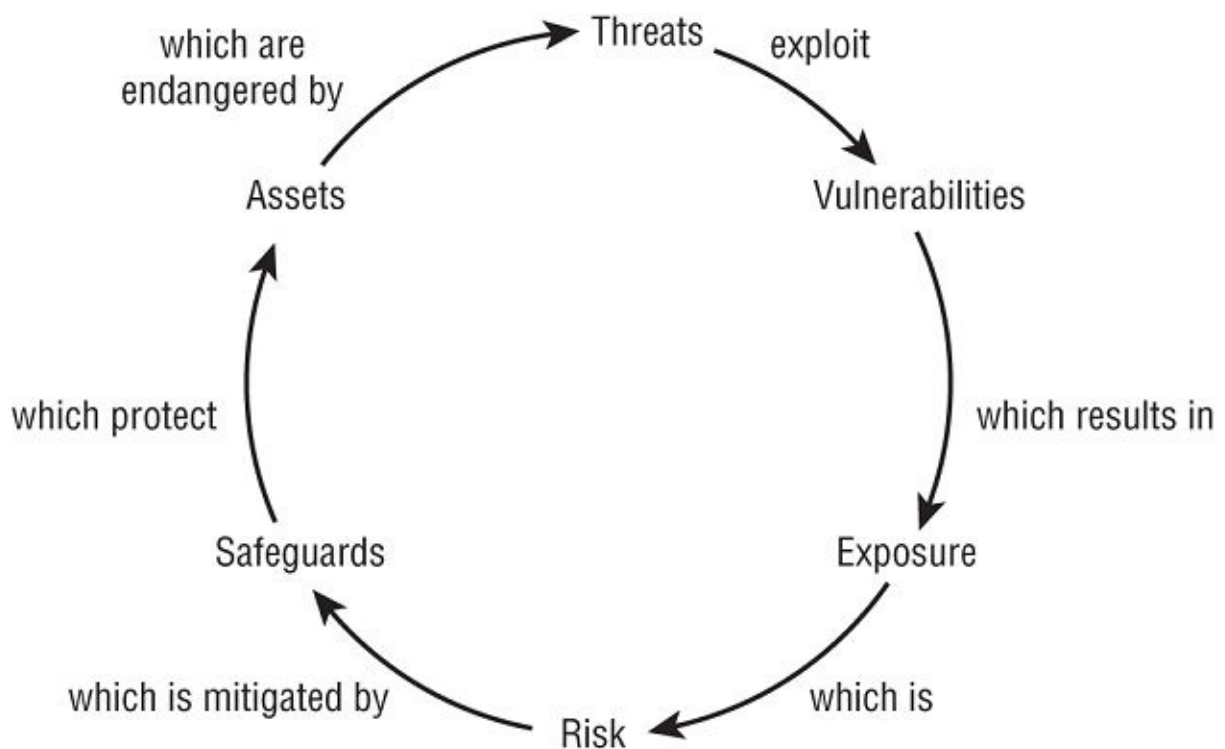 Threats
exploit
Vulnerabilities
which results in
Exposure
which is
Risk
which is mitigated by
Safeguards
which protect
Assets
which are
endangered by